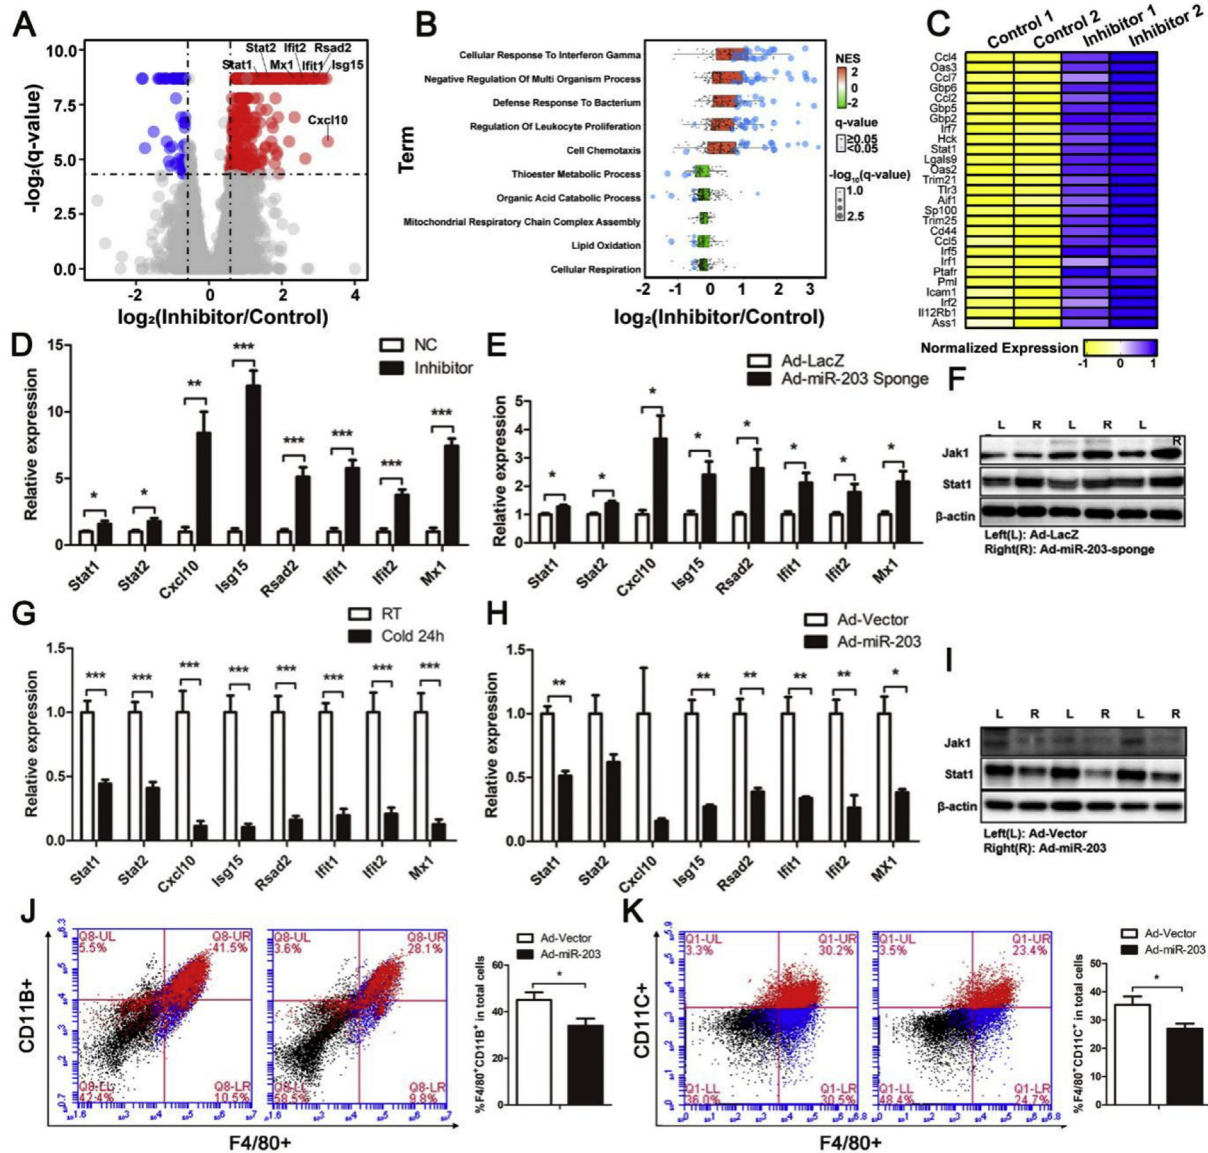 A
10.0
7.5
5.0
2.5
0.0
-log₂(q-value)
Stat2 Ifit2 Rsad2
Stat1 Mx1 Ifit1 Isg15
Cxcl10
-2 0 2 4
log₂(Inhibitor/Control)
B
Term
Cellular Response To Interferon Gamma
Negative Regulation Of Multi Organism Process
Defense Response To Bacterium
Regulation Of Leukocyte Proliferation
Cell Chemotaxis
Thioester Metabolic Process
Organic Acid Catabolic Process
Mitochondrial Respiratory Chain Complex Assembly
Lipid Oxidation
Cellular Respiration
-2 -1 0 1 2 3
log₂(Inhibitor/Control)
NES
2
0
-2
q-value
≥0.05
<0.05
-log₁₀(q-value)
1.0
2.5
C
Control 1
Control 2
Inhibitor 1
Inhibitor 2
Ccl4
Oas3
Ccl7
Gbp6
Ccl2
Gbp5
Gbp2
Irf7
Hck
Stat1
Lgals9
Oas2
Trim21
Tlr3
Aif1
Sp100
Trim25
Cd44
Ccl5
Irf5
Irf1
Ptafr
Pml
Icam1
Irf2
Il12Rb1
Ass1
Normalized Expression
-1 0 1
D
NC
Inhibitor
Relative expression
15
10
5
0
* * ** *** *** *** *** ***
Stat1 Stat2 Cxcl10 Isg15 Rsad2 Ifit1 Ifit2 Mx1
E
Ad-LacZ
Ad-miR-203 Sponge
Relative expression
5
4
3
2
1
0
* * * * * * * *
Stat1 Stat2 Cxcl10 Isg15 Rsad2 Ifit1 Ifit2 Mx1
F
L R L R L R
Jak1
Stat1
β-actin
Left(L): Ad-LacZ
Right(R): Ad-miR-203-sponge
G
RT
Cold 24h
Relative expression
1.5
1.0
0.5
0.0
*** *** *** *** *** *** *** ***
Stat1 Stat2 Cxcl10 Isg15 Rsad2 Ifit1 Ifit2 Mx1
H
Ad-Vector
Ad-miR-203
Relative expression
1.5
1.0
0.5
0.0
** ** ** ** ** *
Stat1 Stat2 Cxcl10 Isg15 Rsad2 Ifit1 Ifit2 MX1
I
L R L R L R
Jak1
Stat1
β-actin
Left(L): Ad-Vector
Right(R): Ad-miR-203
J
CD11B+
Q8-UL Q8-UR
5.5% 41.5%
Q8-LL Q8-LR
42.4% 10.5%
Q8-UL Q8-UR
3.6% 28.1%
Q8-LL Q8-LR
58.5% 9.8%
F4/80+
Ad-Vector
Ad-miR-203
%F4/80⁺CD11B⁺ in total cells
60
40
20
0
*
K
CD11C+
Q1-UL Q1-UR
3.3% 30.2%
Q1-LL Q1-LR
36.0% 30.5%
Q1-UL Q1-UR
3.5% 23.4%
Q1-LL Q1-LR
48.4% 24.7%
F4/80+
Ad-Vector
Ad-miR-203
%F4/80⁺CD11C⁺ in total cells
50
40
30
20
10
0
*